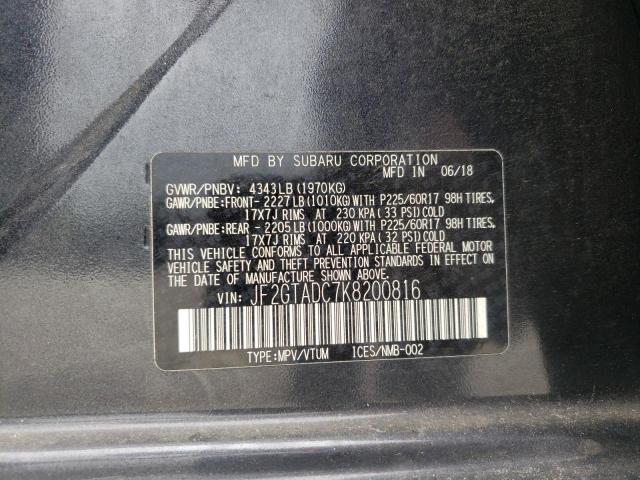 MFD BY SUBARU CORPORATION
MFD IN 06/18
GVWR/PNBV: 4343LB(1970KG)
GAWR/PNBE:FRONT- 2227LB(1010KG)WITH P225/60R17 98H TIRES,
17X7J RIMS AT 230 KPA (33 PSI)COLD
GAWR/PNBE:REAR - 2205LB(1000KG)WITH P225/60R17 98H TIRES,
17X7J RIMS AT 220 KPA (32 PSI)COLD
THIS VEHICLE CONFORMS TO ALL APPLICABLE FEDERAL MOTOR
VEHICLE SAFETY AND THEFT PREVENTION STANDARDS IN EFFECT ON THE
DATE OF MANUFACTURE SHOWN ABOVE.
VIN: JF2GTADC7K8200816
TYPE:MPV/VTUM ICES/NMB-002